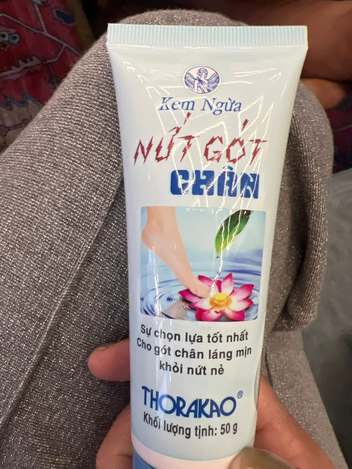 Kem Ngừa
NỨT GÓT
CHÂN
Sự chọn lựa tốt nhất
Cho gót chân láng mịn
khỏi nứt nẻ
THORAKAO®
Khối lượng tịnh: 50 g